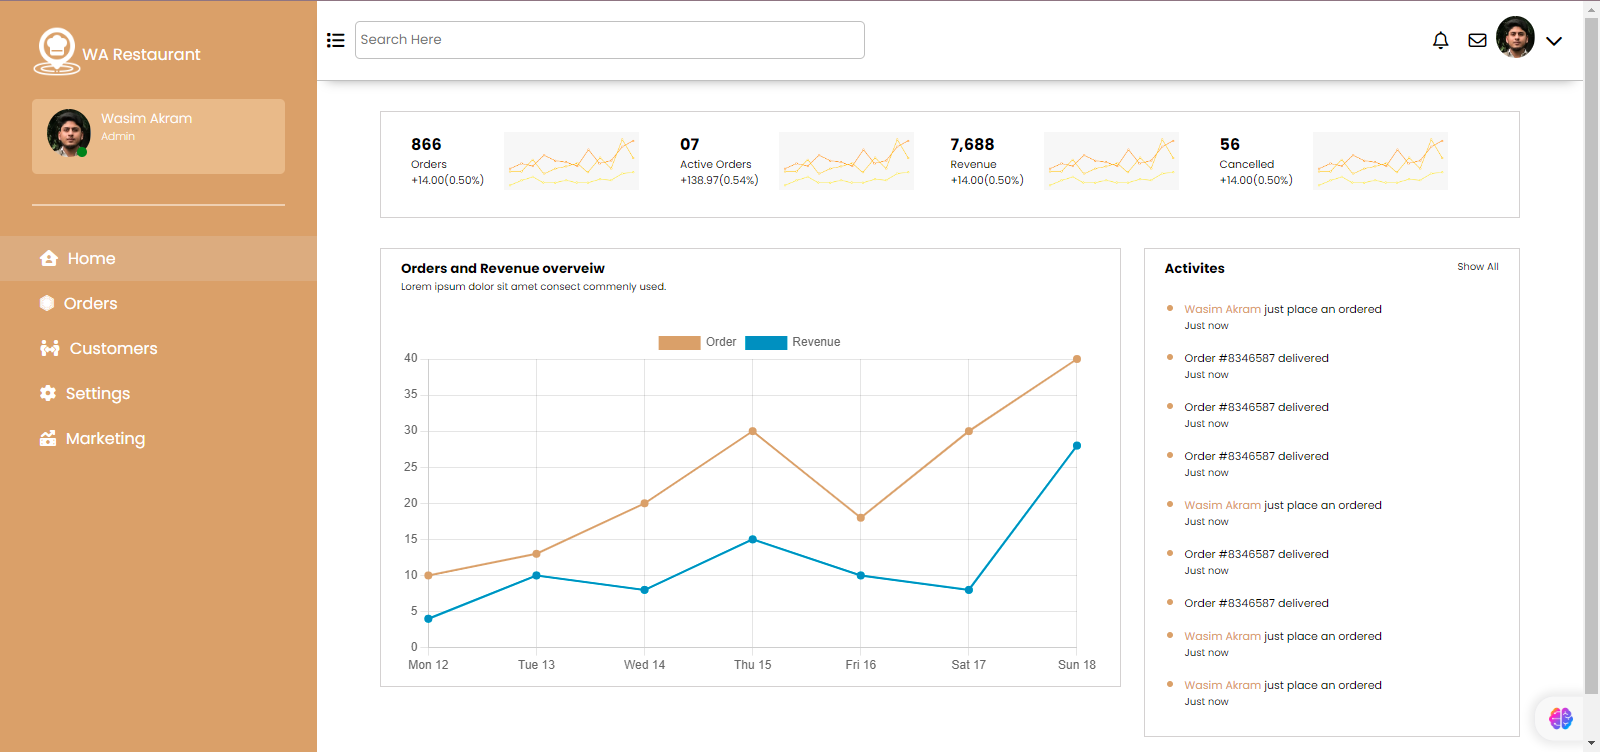 WA Restaurant
Wasim Akram
Admin
Home
Orders
Customers
Settings
Marketing
Search Here
866
Orders
+14.00(0.50%)
07
Active Orders
+138.97(0.54%)
7,688
Revenue
+14.00(0.50%)
56
Cancelled
+14.00(0.50%)
Orders and Revenue overveiw
Lorem ipsum dolor sit amet consect commenly used.
Order
Revenue
40
35
30
25
20
15
10
5
0
Mon 12
Tue 13
Wed 14
Thu 15
Fri 16
Sat 17
Sun 18
Activites
Show All
Wasim Akram just place an ordered
Just now
Order #8346587 delivered
Just now
Order #8346587 delivered
Just now
Order #8346587 delivered
Just now
Wasim Akram just place an ordered
Just now
Order #8346587 delivered
Just now
Order #8346587 delivered
Wasim Akram just place an ordered
Just now
Wasim Akram just place an ordered
Just now